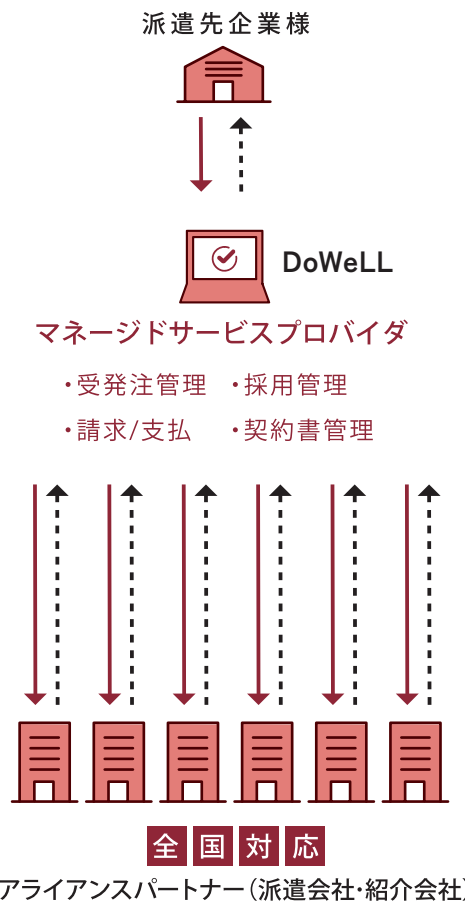 派遣先企業様
DoWeLL
マネージドサービスプロバイダ
・受発注管理 ・採用管理
・請求/支払 ・契約書管理
全国対応
アライアンスパートナー（派遣会社・紹介会社）